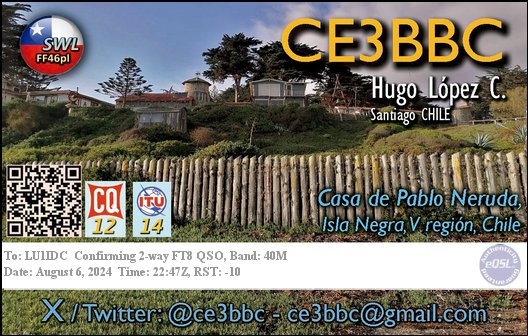 SWL
FF46pl
CE3BBC
Hugo López C.
Santiago CHILE
CQ
12
ITU
14
Casa de Pablo Neruda,
Isla Negra, V región, Chile
To: LU1IDC Confirming 2-way FT8 QSO, Band: 40M
Date: August 6, 2024 Time: 22:47Z, RST: -10
eQSL
X / Twitter: @ce3bbc - ce3bbc@gmail.com